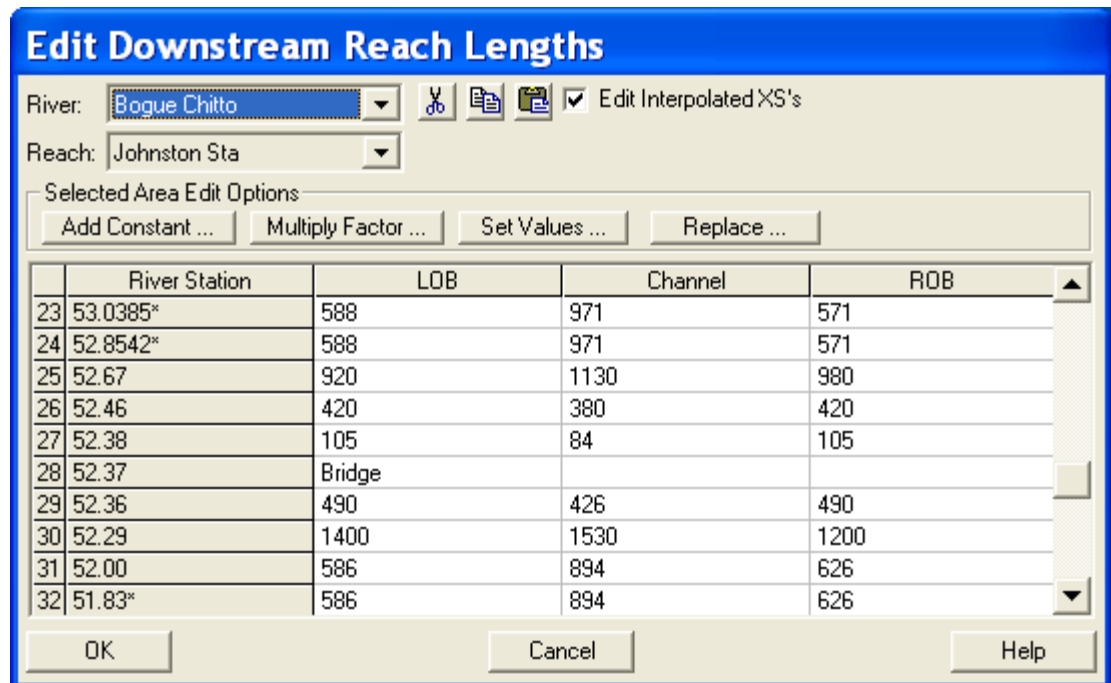 Edit Downstream Reach Lengths
River: Bogue Chitto Edit Interpolated XS's
Reach: Johnston Sta
Selected Area Edit Options
Add Constant ... Multiply Factor ... Set Values ... Replace ...
River Station LOB Channel ROB
23 53.0385* 588 971 571
24 52.8542* 588 971 571
25 52.67 920 1130 980
26 52.46 420 380 420
27 52.38 105 84 105
28 52.37 Bridge
29 52.36 490 426 490
30 52.29 1400 1530 1200
31 52.00 586 894 626
32 51.83* 586 894 626
OK Cancel Help